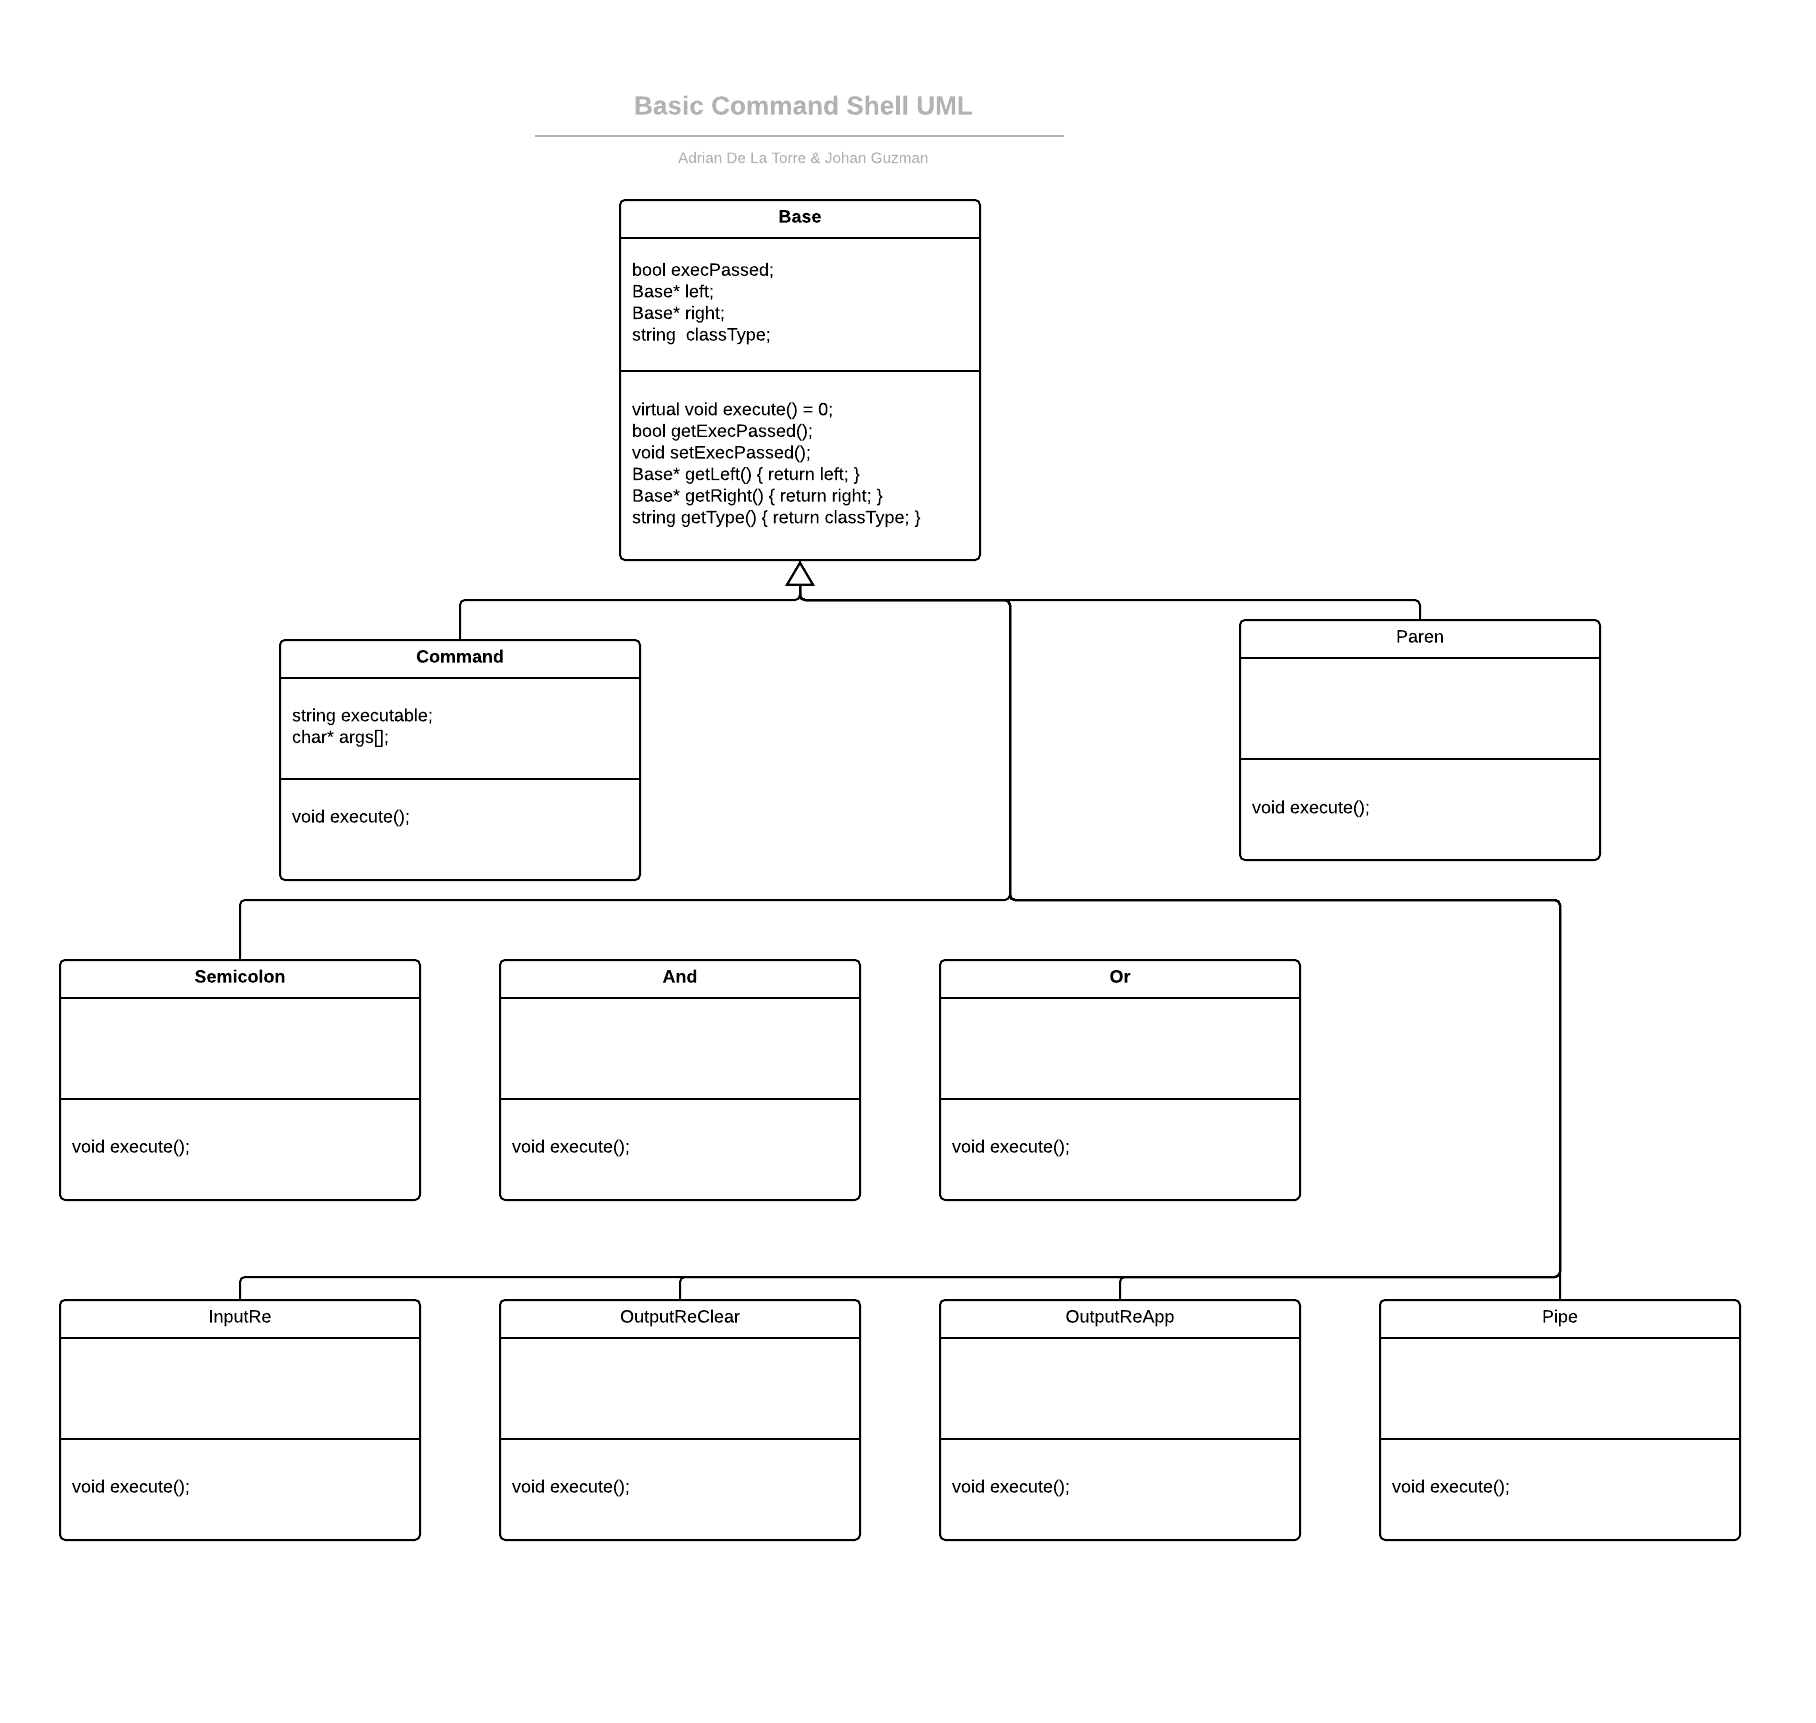 Basic Command Shell UML
Adrian De La Torre & Johan Guzman
Base
bool execPassed;
Base* left;
Base* right;
string  classType;
virtual void execute() = 0;
bool getExecPassed();
void setExecPassed();
Base* getLeft() { return left; }
Base* getRight() { return right; }
string getType() { return classType; }
Command
string executable;
char* args[];
void execute();
Paren
void execute();
Semicolon
void execute();
And
void execute();
Or
void execute();
InputRe
void execute();
OutputReClear
void execute();
OutputReApp
void execute();
Pipe
void execute();